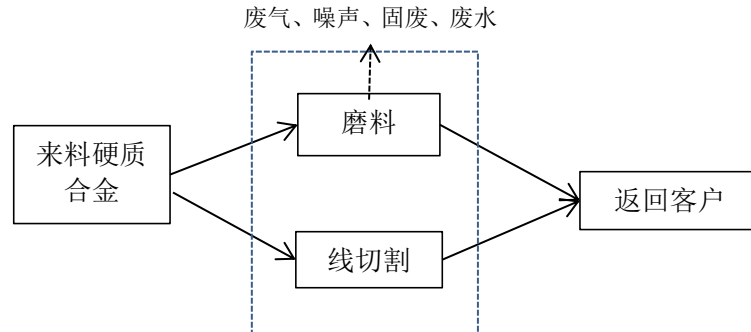 废气、噪声、固废、废水
磨料
来料硬质
合金
返回客户
线切割